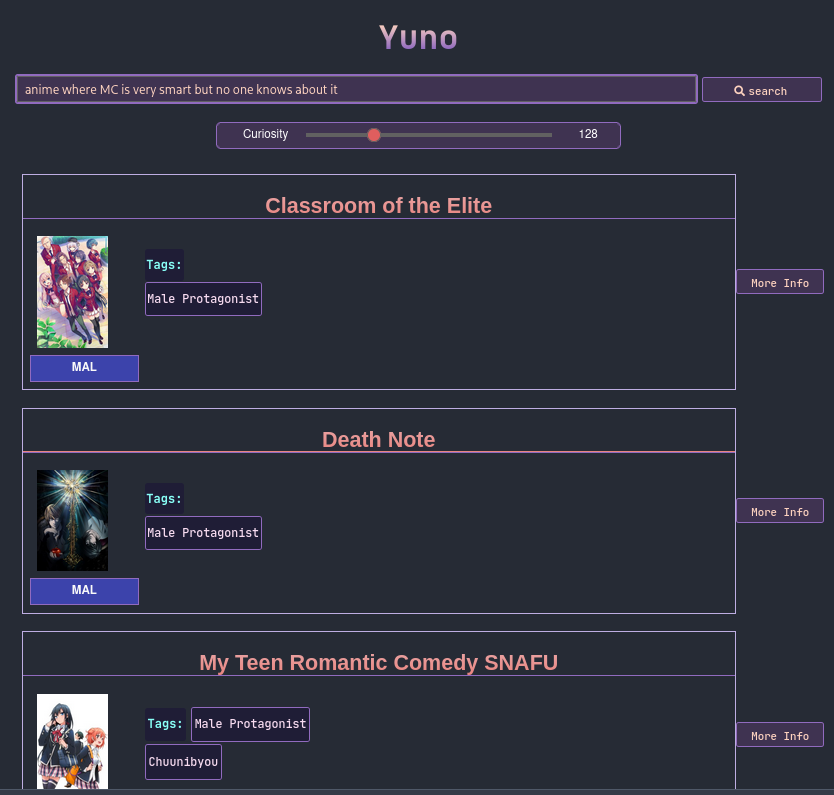 Yuno
anime where MC is very smart but no one knows about it
search
Curiosity 128
Classroom of the Elite
Tags:
Male Protagonist
More Info
MAL
Death Note
Tags:
Male Protagonist
More Info
MAL
My Teen Romantic Comedy SNAFU
Tags: Male Protagonist
More Info
Chuunibyou